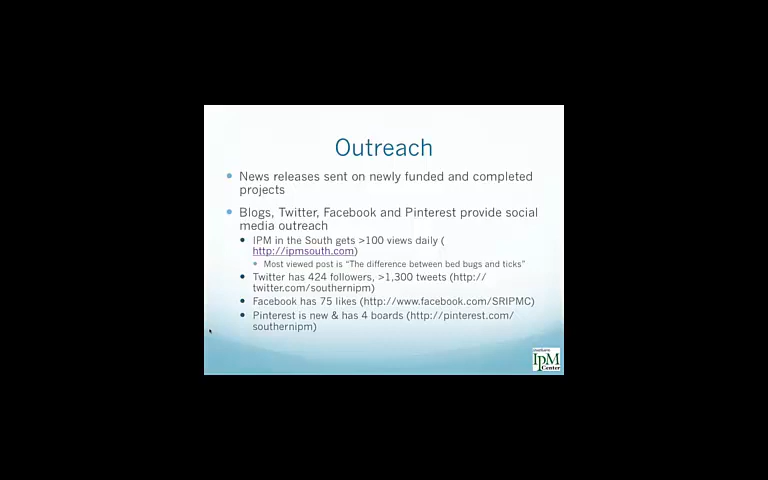 Outreach
News releases sent on newly funded and completed
projects
Blogs, Twitter, Facebook and Pinterest provide social
media outreach
IPM in the South gets >100 views daily (
http://ipmsouth.com)
Most viewed post is “The difference between bed bugs and ticks”
Twitter has 424 followers, >1,300 tweets (http://
twitter.com/southernipm)
Facebook has 75 likes (http://www.facebook.com/SRIPMC)
Pinterest is new & has 4 boards (http://pinterest.com/
southernipm)
IPM
Center